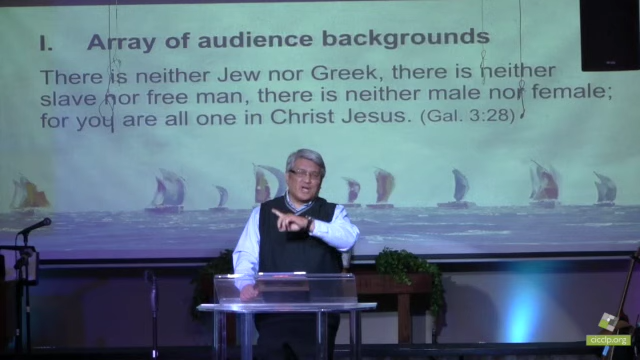 I. Array of audience backgrounds
There is neither Jew nor Greek, there is neither
slave nor free man, there is neither male nor female;
for you are all one in Christ Jesus. (Gal. 3:28)
cicclp.org